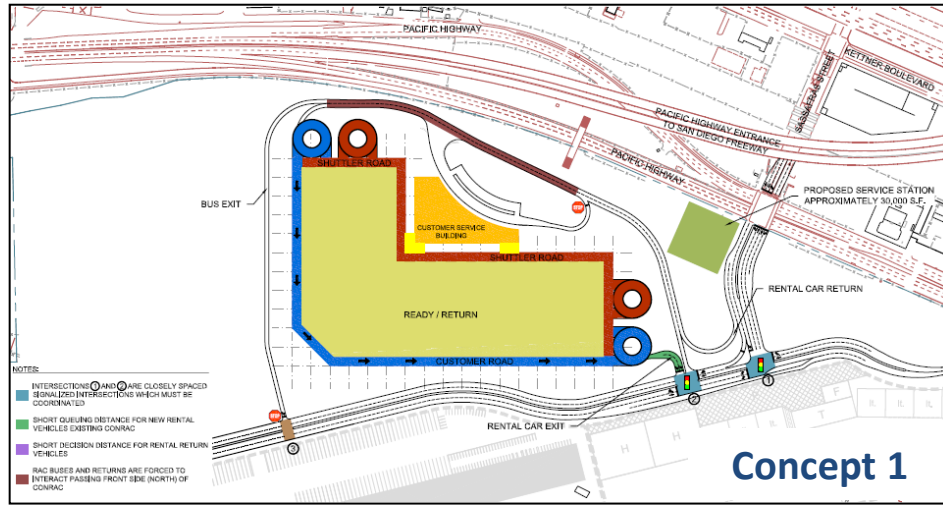 PACIFIC HIGHWAY
KETTNER BOULEVARD
SASSAFRAS STREET
PACIFIC HIGHWAY ENTRANCE
TO SAN DIEGO FREEWAY
PACIFIC HIGHWAY
SHUTTLER ROAD
PROPOSED SERVICE STATION
APPROXIMATELY 30,000 S.F.
BUS EXIT
STOP
CUSTOMER SERVICE
BUILDING
SHUTTLER ROAD
RENTAL CAR RETURN
READY / RETURN
CUSTOMER ROAD
NOTES:
INTERSECTIONS 1 AND 2 ARE CLOSELY SPACED
SIGNALIZED INTERSECTIONS WHICH MUST BE
COORDINATED
SHORT QUEUING DISTANCE FOR NEW RENTAL
VEHICLES EXISTING CONRAC
SHORT DECISION DISTANCE FOR RENTAL RETURN
VEHICLES
RAC BUSES AND RETURNS ARE FORCED TO
INTERACT PASSING FRONT SIDE (NORTH) OF
CONRAC
1
2
STOP
3
RENTAL CAR EXIT
H H
F
T
F
R. R.
Concept 1